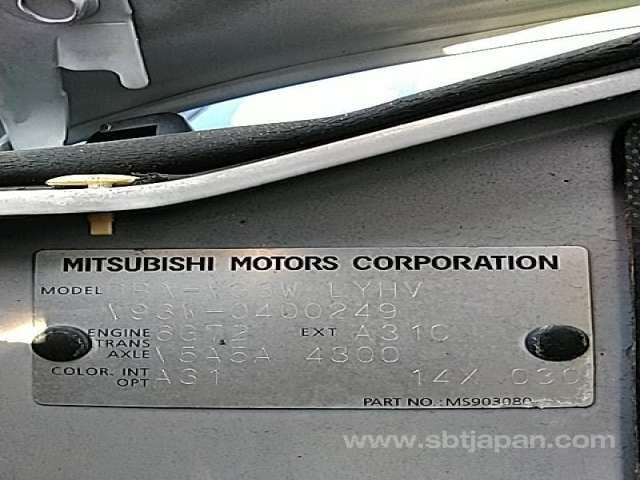 MITSUBISHI MOTORS CORPORATION
MODEL LYHV
V93W-0400249
ENGINE 6G72 EXT A31C
TRANS AXLE V5A5A 4300
COLOR. INT OPT A31 14X 030
PART NO.: MS903080
www.sbtjapan.com